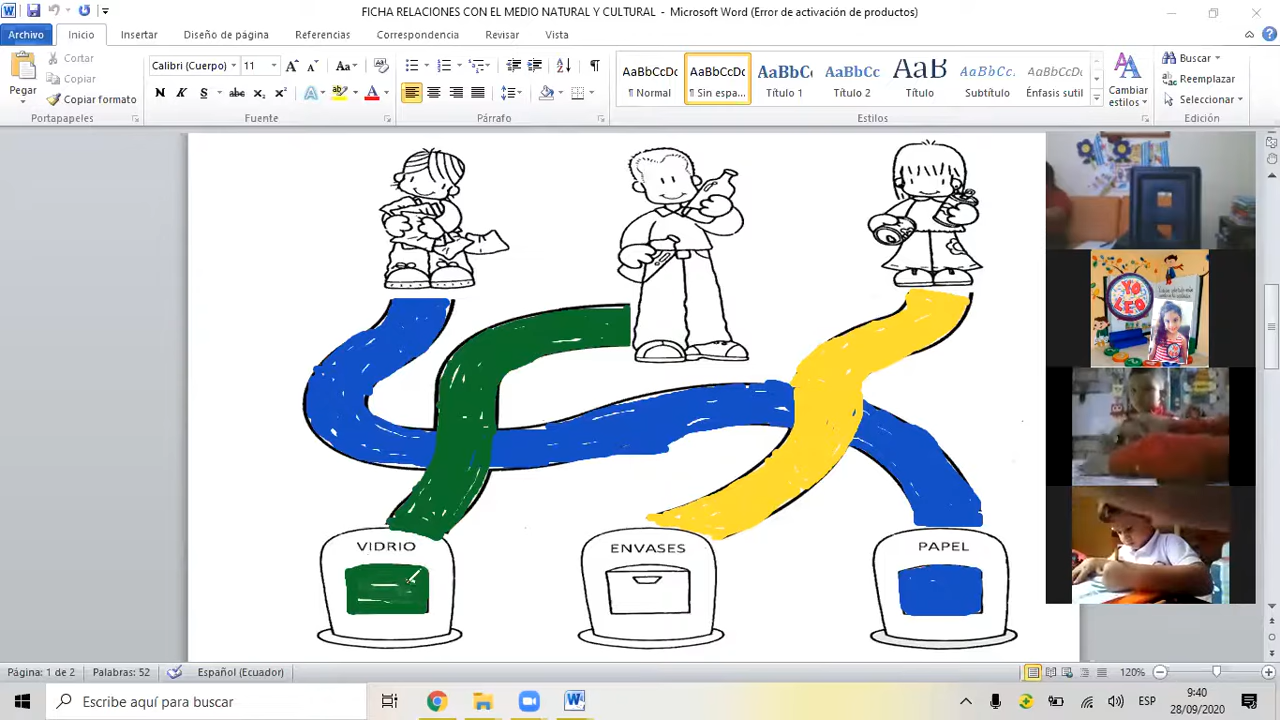 FICHA RELACIONES CON EL MEDIO NATURAL Y CULTURAL - Microsoft Word (Error de activación de productos)
Archivo Inicio Insertar Diseño de página Referencias Correspondencia Revisar Vista
Cortar
Copiar
Copiar formato
Pegar
Portapapeles
Calibri (Cuerpo) 11
Fuente
Párrafo
AaBbCcDc AaBbCcDc AaBbCc AaBbCc AaB AaBbCcDc AaBbCcDc
¶ Normal ¶ Sin espa... Título 1 Título 2 Título Subtítulo Énfasis sutil
Estilos
Cambiar estilos
Buscar
Reemplazar
Seleccionar
Edición
YO LEO
VIDRIO ENVASES PAPEL
Página: 1 de 2 Palabras: 52 Español (Ecuador) 120%
Escribe aquí para buscar
ESP
9:40
28/09/2020